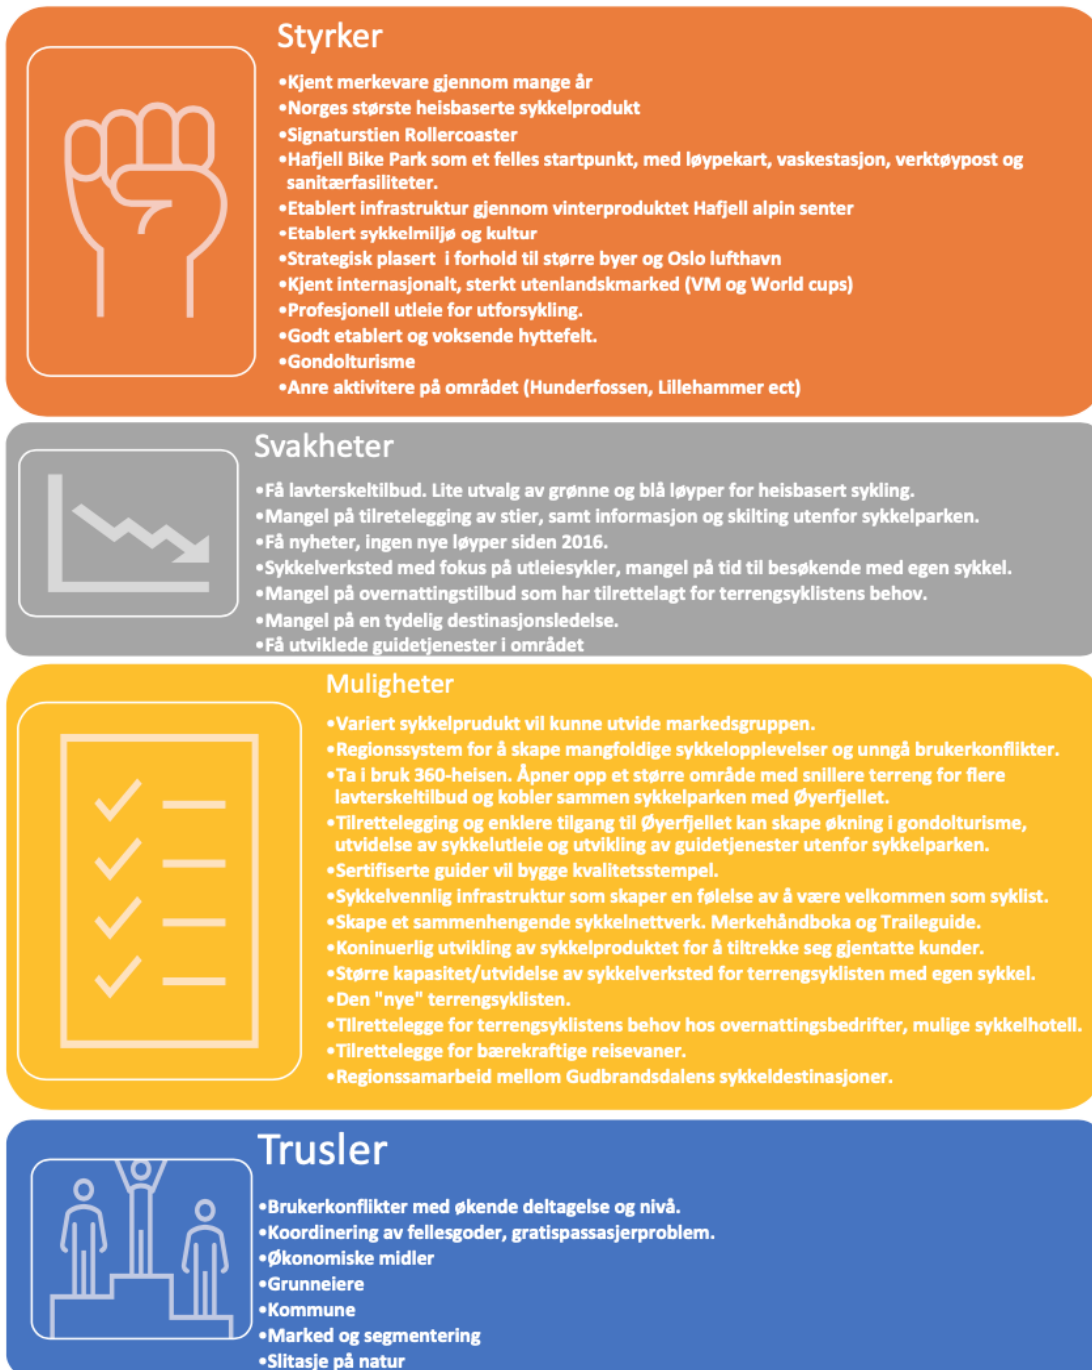 Styrker
•Kjent merkevare gjennom mange år
•Norges største heisbaserte sykkelprodukt
•Signaturstien Rollercoaster
•Hafjell Bike Park som et felles startpunkt, med løypekart, vaskestasjon, verktøypost og
sanitærfasiliteter.
•Etablert infrastruktur gjennom vinterproduktet Hafjell alpin senter
•Etablert sykkelmiljø og kultur
•Strategisk plasert i forhold til større byer og Oslo lufthavn
•Kjent internasjonalt, sterkt utenlandskmarked (VM og World cups)
•Profesjonell utleie for utforsykling.
•Godt etablert og voksende hyttefelt.
•Gondolturisme
•Anre aktivitere på området (Hunderfossen, Lillehammer ect)
Svakheter
•Få lavterskeltilbud. Lite utvalg av grønne og blå løyper for heisbasert sykling.
•Mangel på tilretelegging av stier, samt informasjon og skilting utenfor sykkelparken.
•Få nyheter, ingen nye løyper siden 2016.
•Sykkelverksted med fokus på utleiesykler, mangel på tid til besøkende med egen sykkel.
•Mangel på overnattingstilbud som har tilrettelagt for terrengsyklistens behov.
•Mangel på en tydelig destinasjonsledelse.
•Få utviklede guidetjenester i området
Muligheter
•Variert sykkelprudukt vil kunne utvide markedsgruppen.
•Regionssystem for å skape mangfoldige sykkelopplevelser og unngå brukerkonflikter.
•Ta i bruk 360-heisen. Åpner opp et større område med snillere terreng for flere
lavterskeltilbud og kobler sammen sykkelparken med Øyerfjellet.
•Tilrettelegging og enklere tilgang til Øyerfjellet kan skape økning i gondolturisme,
utvidelse av sykkelutleie og utvikling av guidetjenester utenfor sykkelparken.
•Sertifiserte guider vil bygge kvalitetsstempel.
•Sykkelvennlig infrastruktur som skaper en følelse av å være velkommen som syklist.
•Skape et sammenhengende sykkelnettverk. Merkehåndboka og Traileguide.
•Koninuerlig utvikling av sykkelproduktet for å tiltrekke seg gjentatte kunder.
•Større kapasitet/utvidelse av sykkelverksted for terrengsyklisten med egen sykkel.
•Den "nye" terrengsyklisten.
•TIlrettelegge for terrengsyklistens behov hos overnattingsbedrifter, mulige sykkelhotell.
•Tilrettelegge for bærekraftige reisevaner.
•Regionssamarbeid mellom Gudbrandsdalens sykkeldestinasjoner.
Trusler
•Brukerkonflikter med økende deltagelse og nivå.
•Koordinering av fellesgoder, gratispassasjerproblem.
•Økonomiske midler
•Grunneiere
•Kommune
•Marked og segmentering
•Slitasje på natur